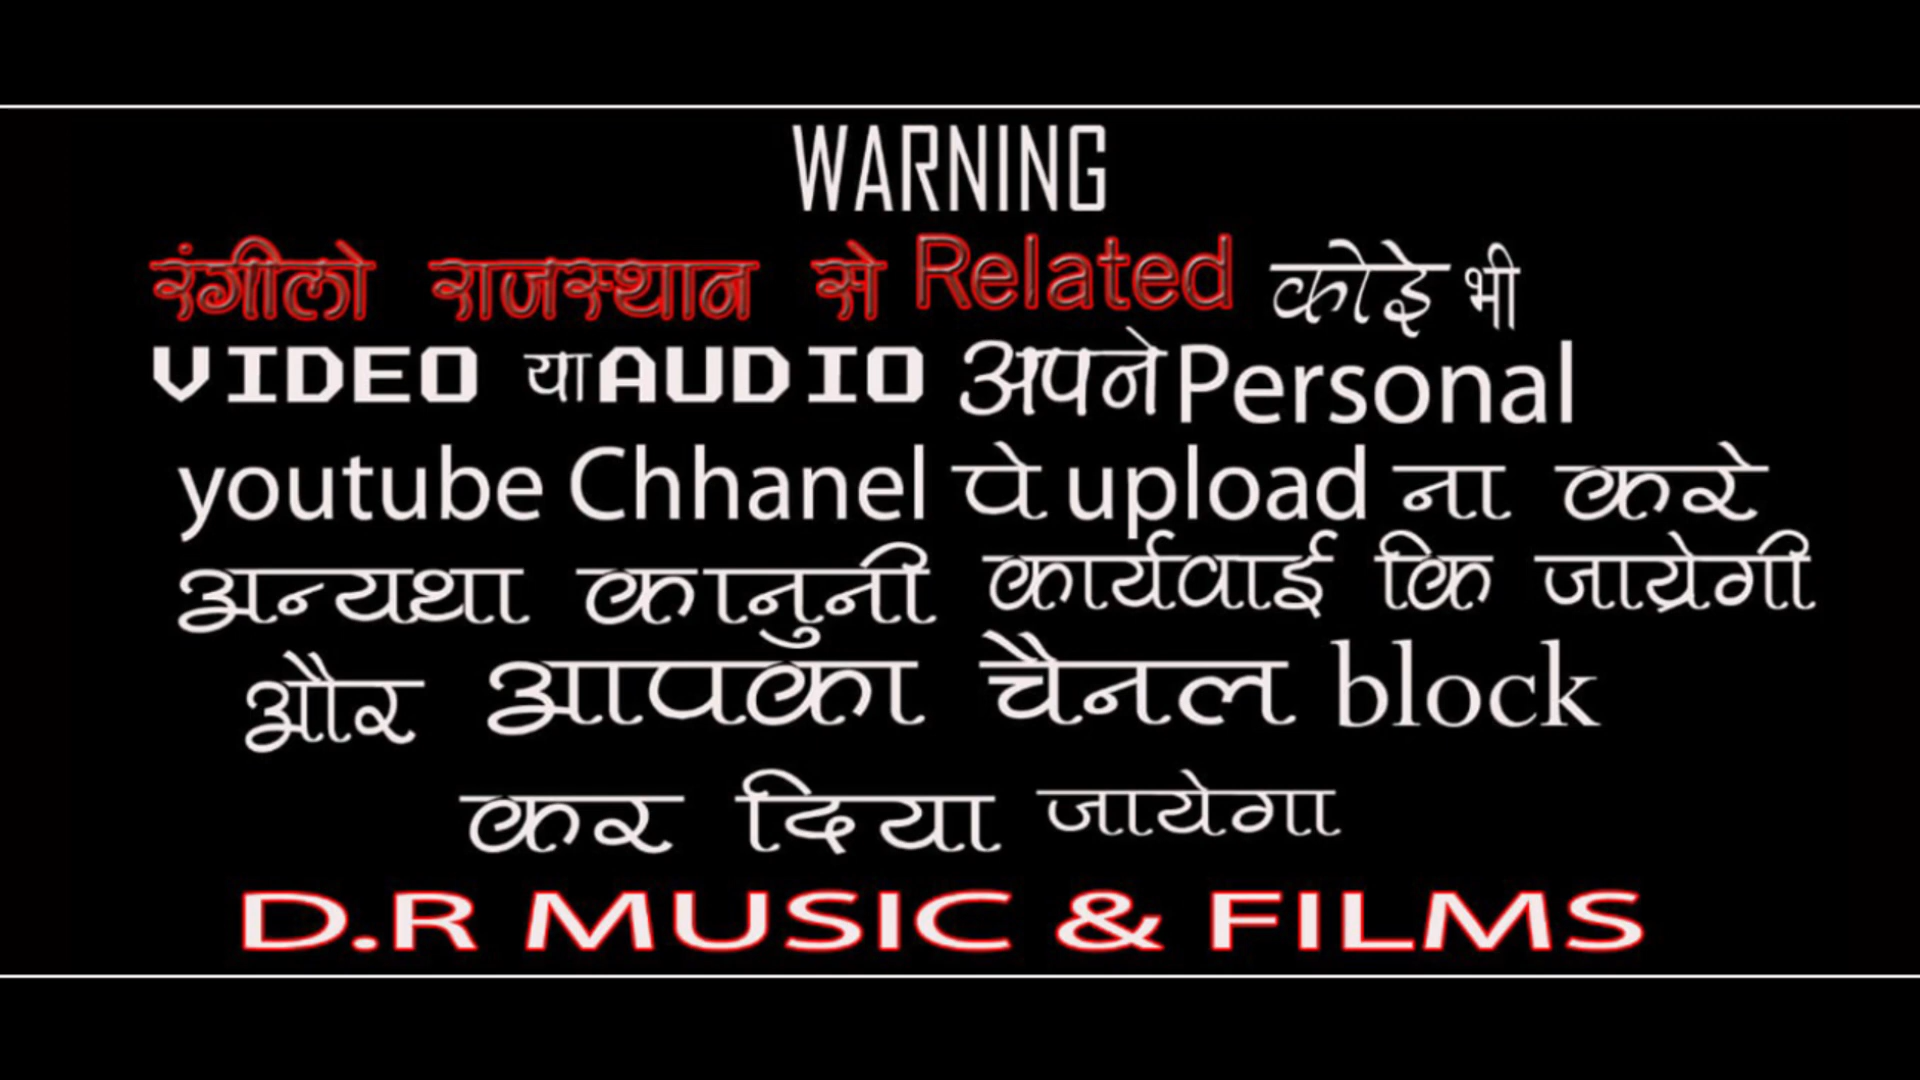 WARNING
रंगीलो राजस्थान से Related कोइे भी
VIDEO या AUDIO अपने Personal
youtube Chhanel पे upload ना करे
अन्यथा कानुनी कार्यवाई कि जाय्रेगी
और आपका चैनल block
कर दिया जायेगा
D.R MUSIC & FILMS